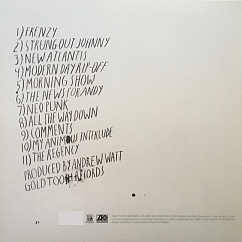 1) FRENZY
2) STRUNG OUT JOHNNY
3) NEW ATLANTIS
4) MODERN DAY RIP-OFF
5) MORNING SHOW
6) THE NEWS FOR ANDY
7) NEO PUNK
8) ALL THE WAY DOWN
9) COMMENTS
10) MY ANIMUS INTERLUDE
11) THE REGENCY
PRODUCED BY ANDREW WATT
GOLD TOOTH RECORDS